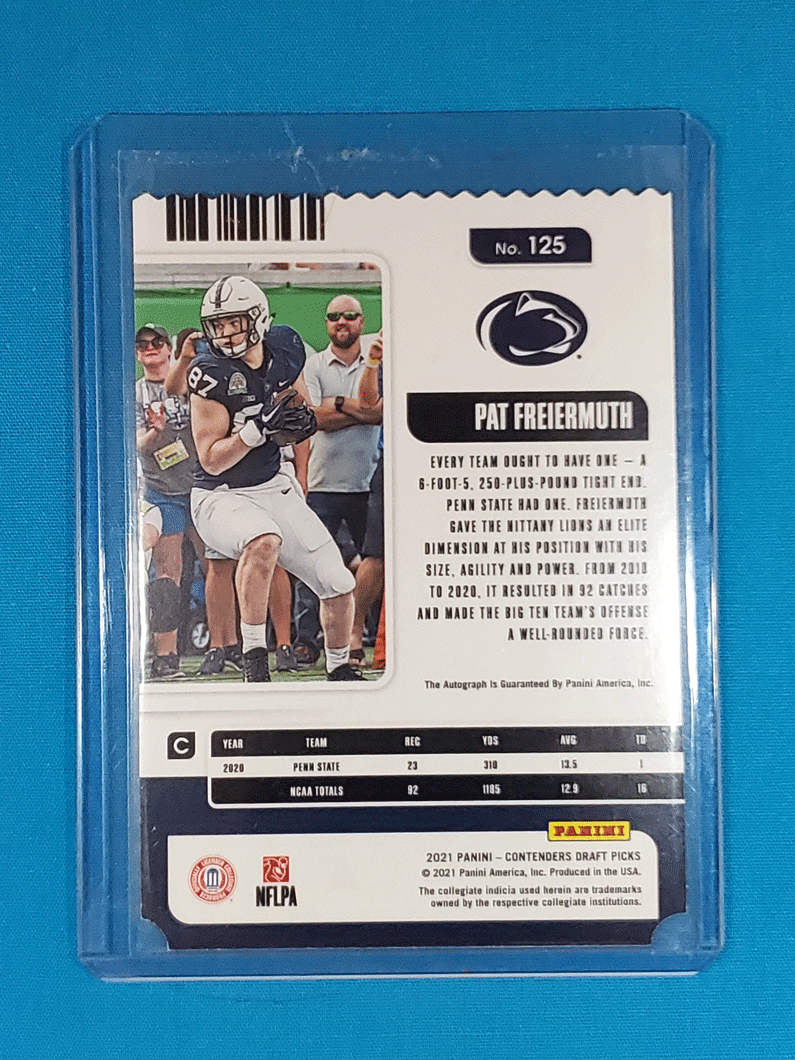 No. 125
87
PAT FREIERMUTH
EVERY TEAM OUGHT TO HAVE ONE — A
6-FOOT-5, 250-PLUS-POUND TIGHT END.
PENN STATE HAD ONE. FREIERMUTH
GAVE THE NITTANY LIONS AN ELITE
DIMENSION AT HIS POSITION WITH HIS
SIZE, AGILITY AND POWER. FROM 2018
TO 2020, IT RESULTED IN 92 CATCHES
AND MADE THE BIG TEN TEAM'S OFFENSE
A WELL-ROUNDED FORCE.
The Autograph Is Guaranteed By Panini America, Inc.
C YEAR TEAM REC YDS AVG TD
2020 PENN STATE 23 310 13.5 1
NCAA TOTALS 92 1185 12.9 16
PANINI
2021 PANINI – CONTENDERS DRAFT PICKS
© 2021 Panini America, Inc. Produced in the USA.
The collegiate indicia used herein are trademarks
owned by the respective collegiate institutions.
NFLPA